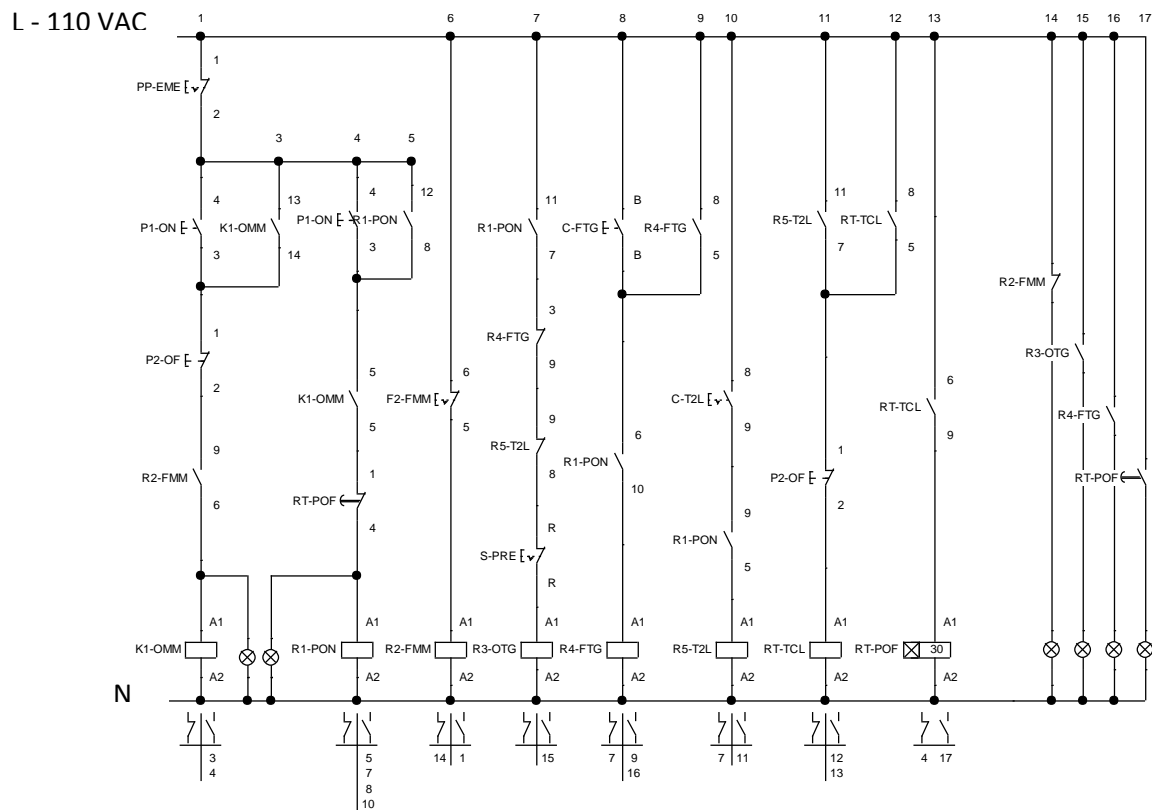 L - 110 VAC
1 6 7 8 9 10 11 12 13 14 15 16 17
1
PP-EME
2
3 4 5
4 13 4 12 11 B 8 11 8
P1-ON K1-OMM P1-ON R1-PON R1-PON C-FTG R4-FTG R5-T2L RT-TCL
3 14 3 8 7 B 5 7 5
R2-FMM
1 3
P2-OF R4-FTG R3-OTG
2 9
5 6 8 6
K1-OMM F2-FMM C-T2L RT-TCL R4-FTG
5 5 9 9
9 9 6 1
R5-T2L R1-PON
R2-FMM 8 10 P2-OF RT-POF
6 1 2
RT-POF
4 R 9
S-PRE R1-PON
R 5
A1 A1 A1 A1 A1 A1 A1 A1
K1-OMM R1-PON R2-FMM R3-OTG R4-FTG R5-T2L RT-TCL RT-POF 30
A2 A2 A2 A2 A2 A2 A2 A2
N
3 5 14 1 15 7 9 7 11 12 4 17
4 7 16 13
8
10